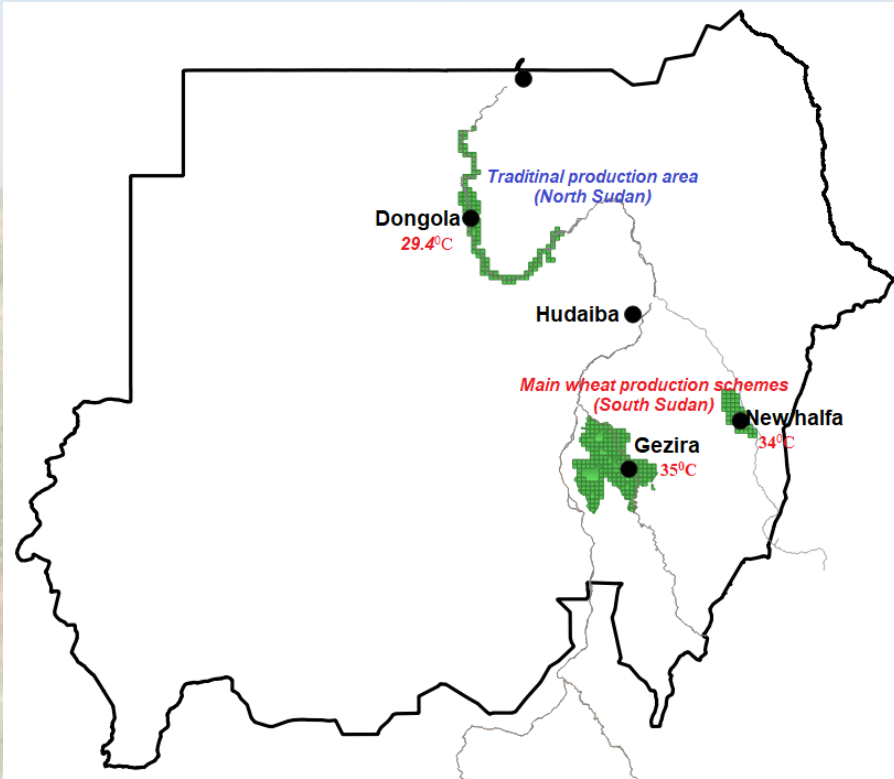 Traditinal production area
(North Sudan)
Dongola
29.4⁰C
Hudaiba
Main wheat production schemes
(South Sudan)
New halfa
34⁰C
Gezira
35⁰C